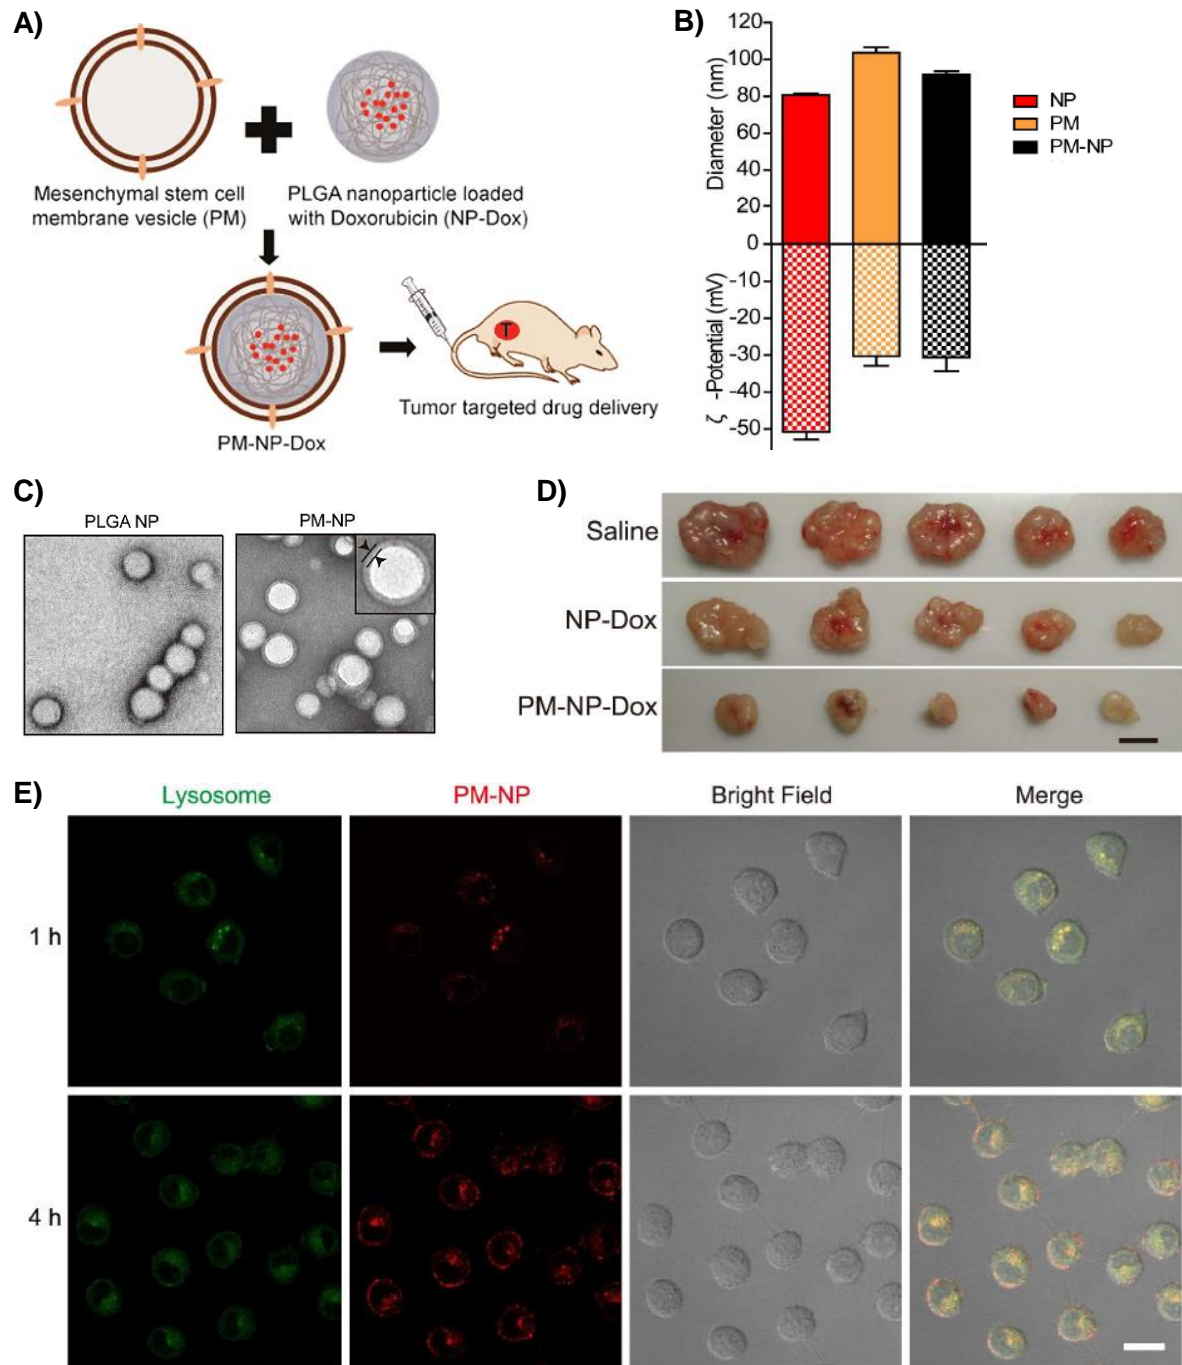 A)
Mesenchymal stem cell
membrane vesicle (PM)
PLGA nanoparticle loaded
with Doxorubicin (NP-Dox)
T
PM-NP-Dox
Tumor targeted drug delivery
B)
Diameter (nm)
120
100
80
60
40
20
0
ζ -Potential (mV)
-10
-20
-30
-40
-50
NP
PM
PM-NP
C)
PLGA NP
PM-NP
D)
Saline
NP-Dox
PM-NP-Dox
E)
Lysosome
PM-NP
Bright Field
Merge
1 h
4 h